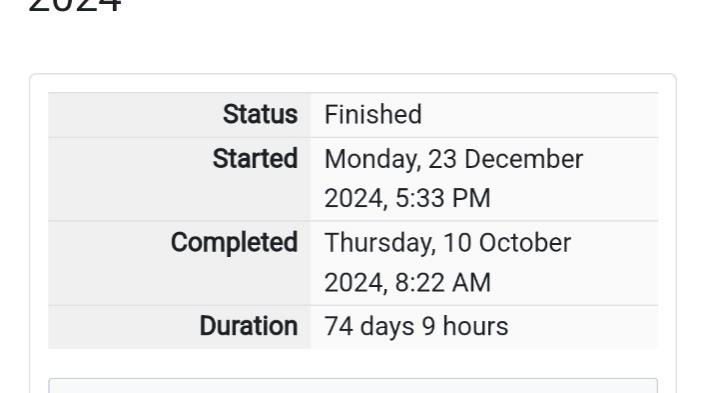 2024
Status Finished
Started Monday, 23 December
2024, 5:33 PM
Completed Thursday, 10 October
2024, 8:22 AM
Duration 74 days 9 hours